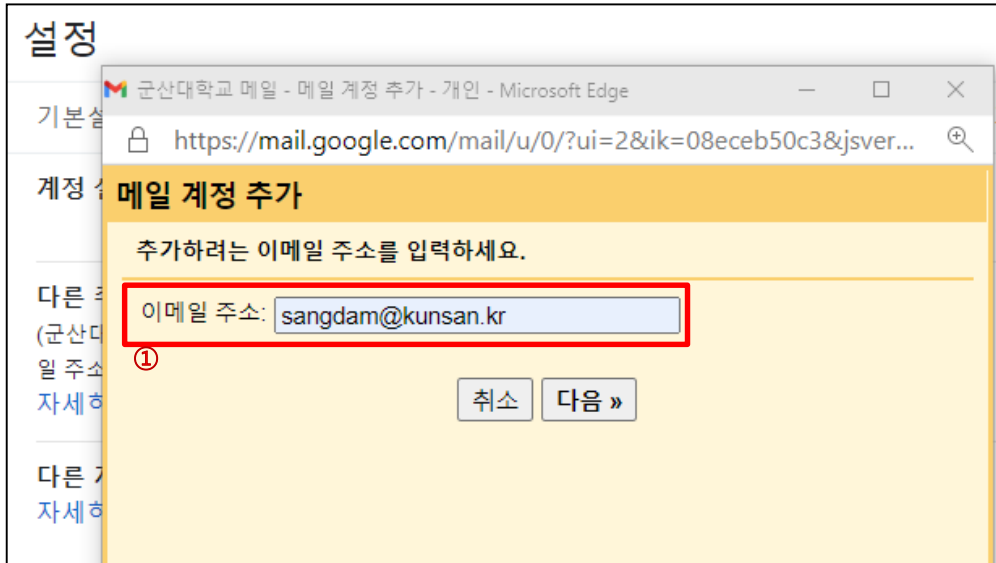 설정
군산대학교 메일 - 메일 계정 추가 - 개인 - Microsoft Edge
기본설
https://mail.google.com/mail/u/0/?ui=2&ik=08eceb50c3&jsver...
계정
메일 계정 추가
추가하려는 이메일 주소를 입력하세요.
다른
이메일 주소: sangdam@kunsan.kr
(군산대
①
일 주소
자세히
취소 다음 »
다른
자세히